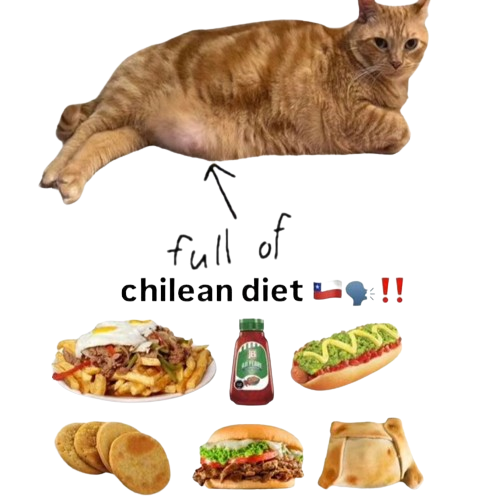 full of
chilean diet 🇨🇱🗣️‼️